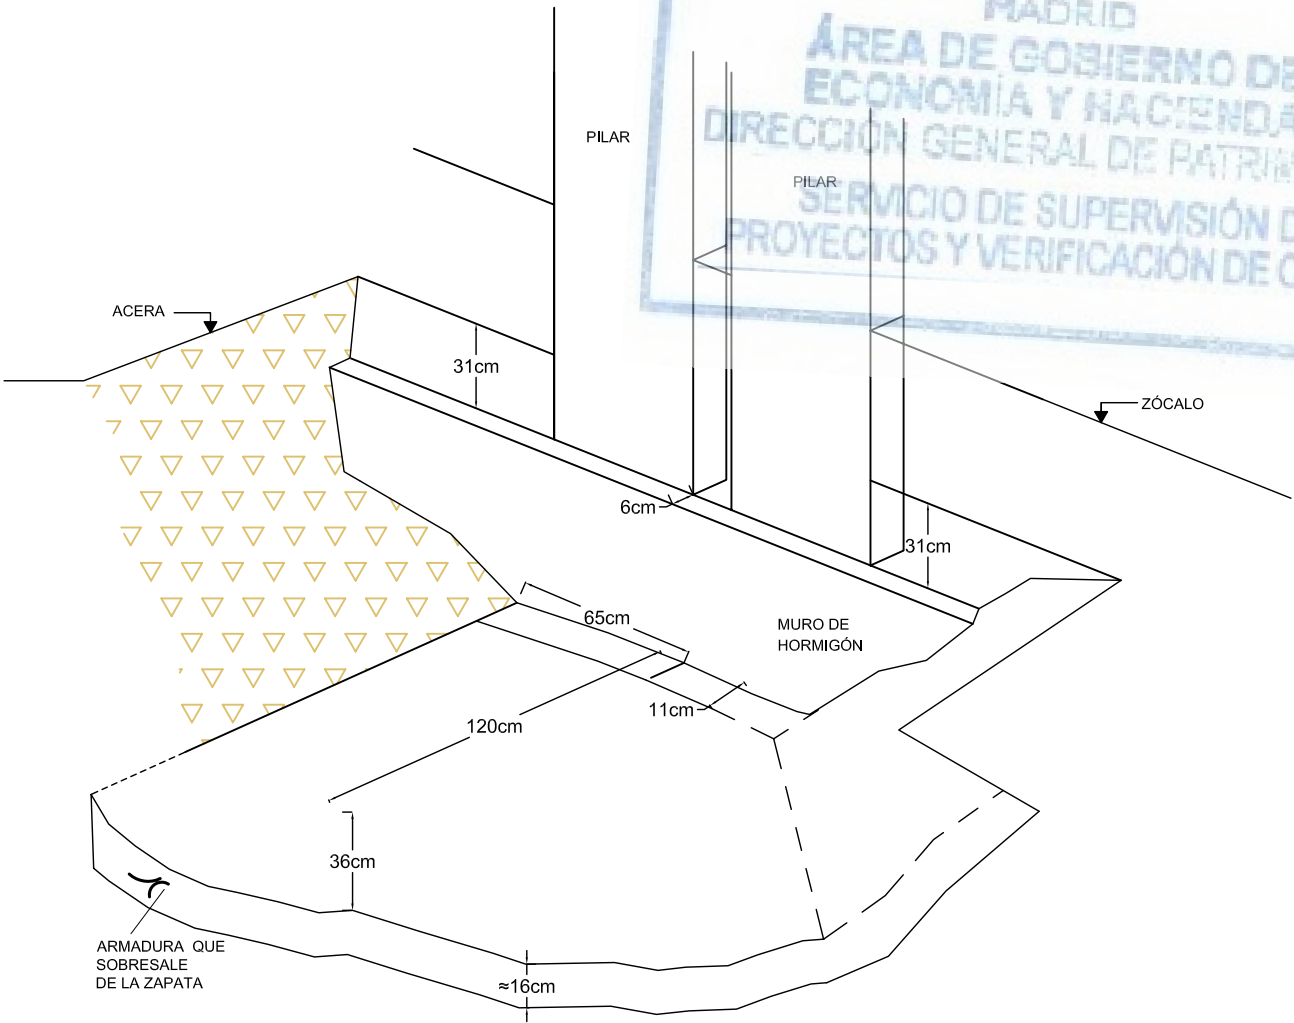 MADRID
ÁREA DE GOBIERNO DE
ECONOMÍA Y HACIENDA
DIRECCIÓN GENERAL DE
SERVICIO DE SUPERVISIÓN
PROYECTOS Y VERIFICACIÓN DE
PILAR
PILAR
ACERA
31cm
ZÓCALO
6cm
31cm
65cm
MURO DE
HORMIGÓN
11cm
120cm
36cm
ARMADURA QUE
SOBRESALE
DE LA ZAPATA
≈16cm